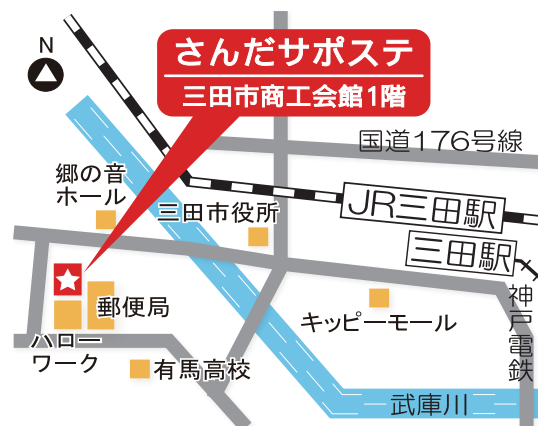 N
さんだサポステ
三田市商工会館1階
国道176号線
郷の音
ホール
三田市役所
JR三田駅
三田駅
神戸電鉄
郵便局
キッピーモール
ハロー
ワーク
有馬高校
武庫川